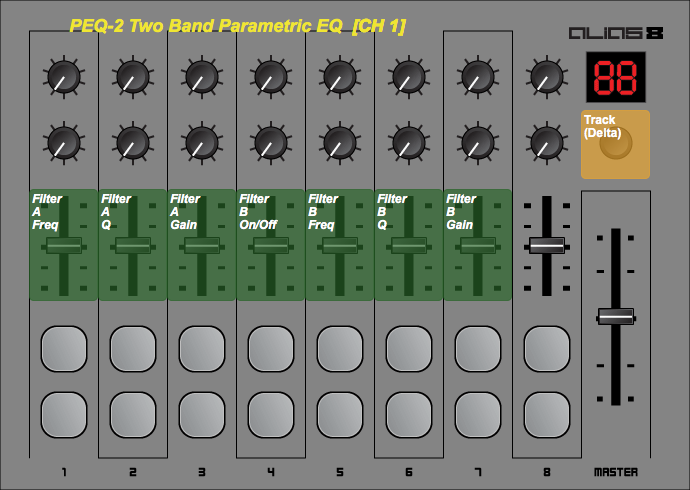 PEQ-2 Two Band Parametric EQ [CH 1]
ALIAS 8
88
Track
(Delta)
Filter
A
Freq
Filter
A
Q
Filter
A
Gain
Filter
B
On/Off
Filter
B
Freq
Filter
B
Q
Filter
B
Gain
1 2 3 4 5 6 7 8 MASTER